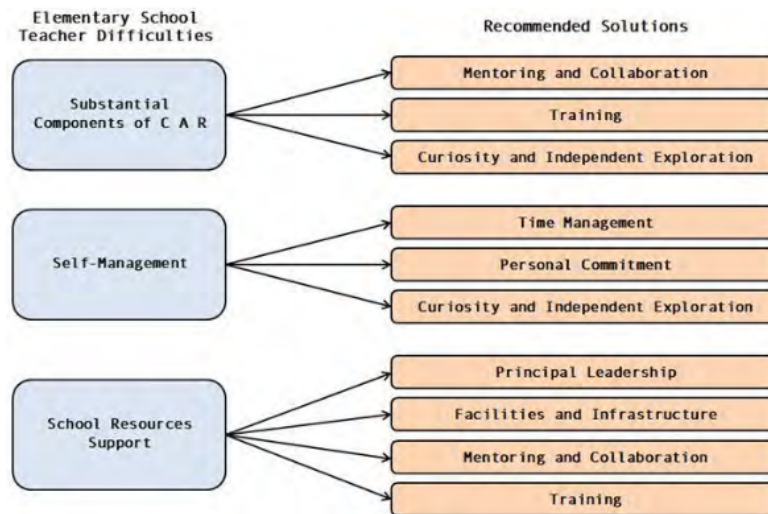 Elementary School
Teacher Difficulties
Recommended Solutions
Substantial
Components of C A R
Mentoring and Collaboration
Training
Curiosity and Independent Exploration
Self-Management
Time Management
Personal Commitment
Curiosity and Independent Exploration
School Resources
Support
Principal Leadership
Facilities and Infrastructure
Mentoring and Collaboration
Training